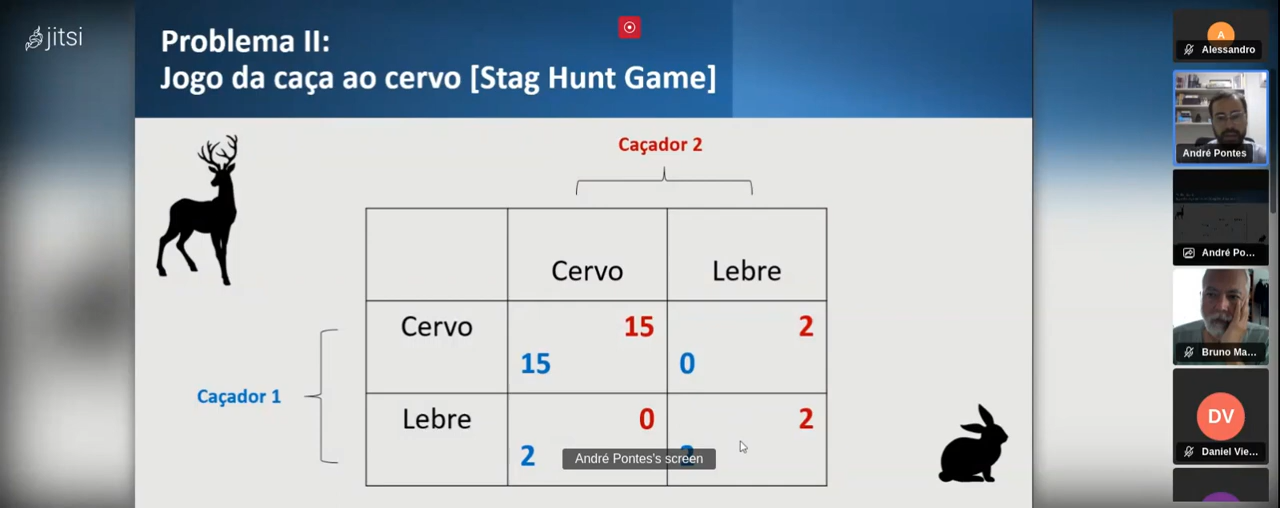 jitsi
Problema II:
Jogo da caça ao cervo [Stag Hunt Game]
Caçador 2
Cervo Lebre
Cervo 15 2
15 0
Caçador 1
Lebre 0 2
2 2
André Pontes's screen
A
Alessandro
André Pontes
André Po...
Bruno Ma...
DV
Daniel Vie...